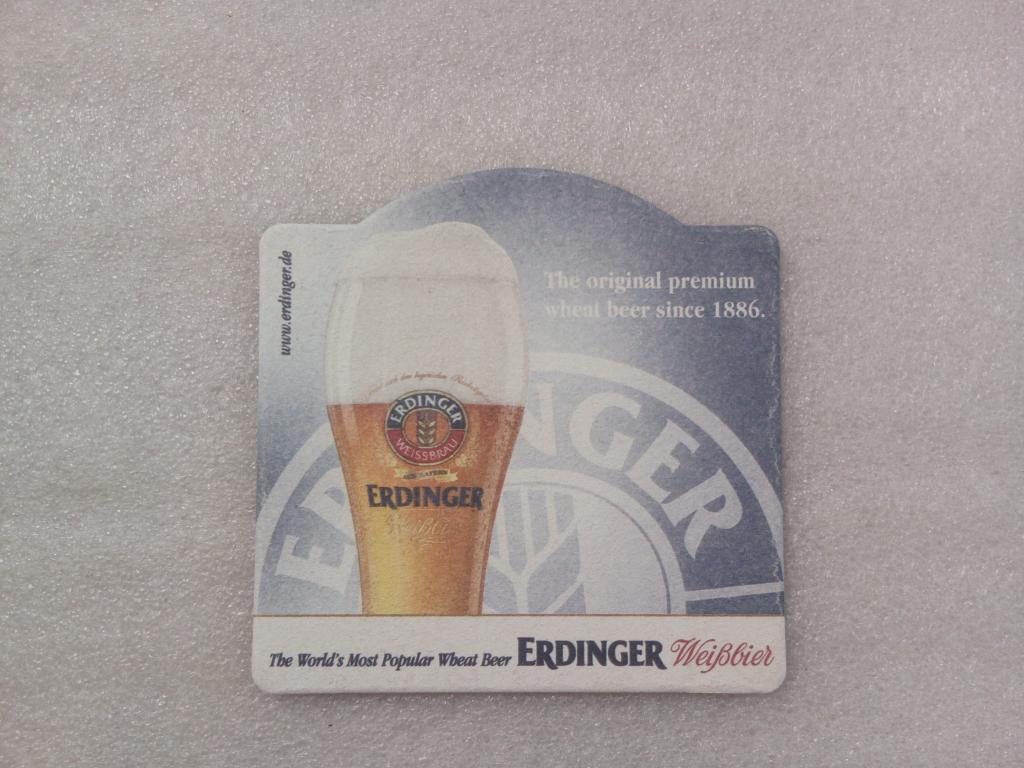 www.erdinger.de
The original premium
wheat beer since 1886.
ERDINGER
ERDINGER
WEISSBRÄU
ERDINGER
The World's Most Popular Wheat Beer ERDINGER Weißbier